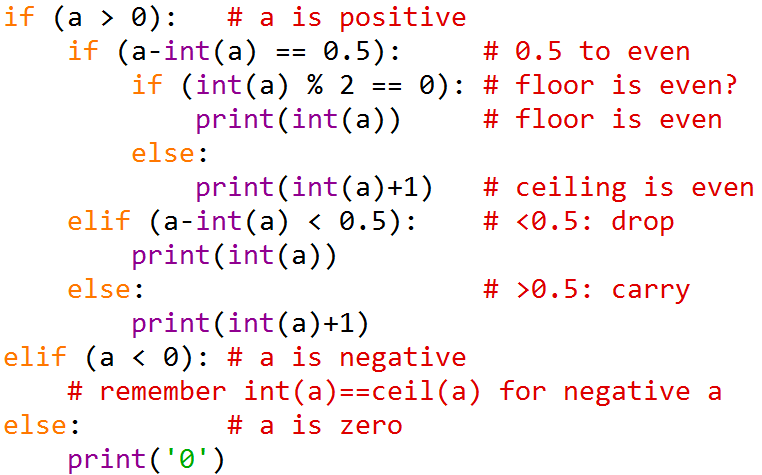 if (a > 0):   # a is positive
    if (a-int(a) == 0.5):     # 0.5 to even
        if (int(a) % 2 == 0): # floor is even?
            print(int(a))     # floor is even
        else:
            print(int(a)+1)   # ceiling is even
    elif (a-int(a) < 0.5):    # <0.5: drop
        print(int(a))
    else:                     # >0.5: carry
        print(int(a)+1)
elif (a < 0): # a is negative
    # remember int(a)==ceil(a) for negative a
else:         # a is zero
    print('0')